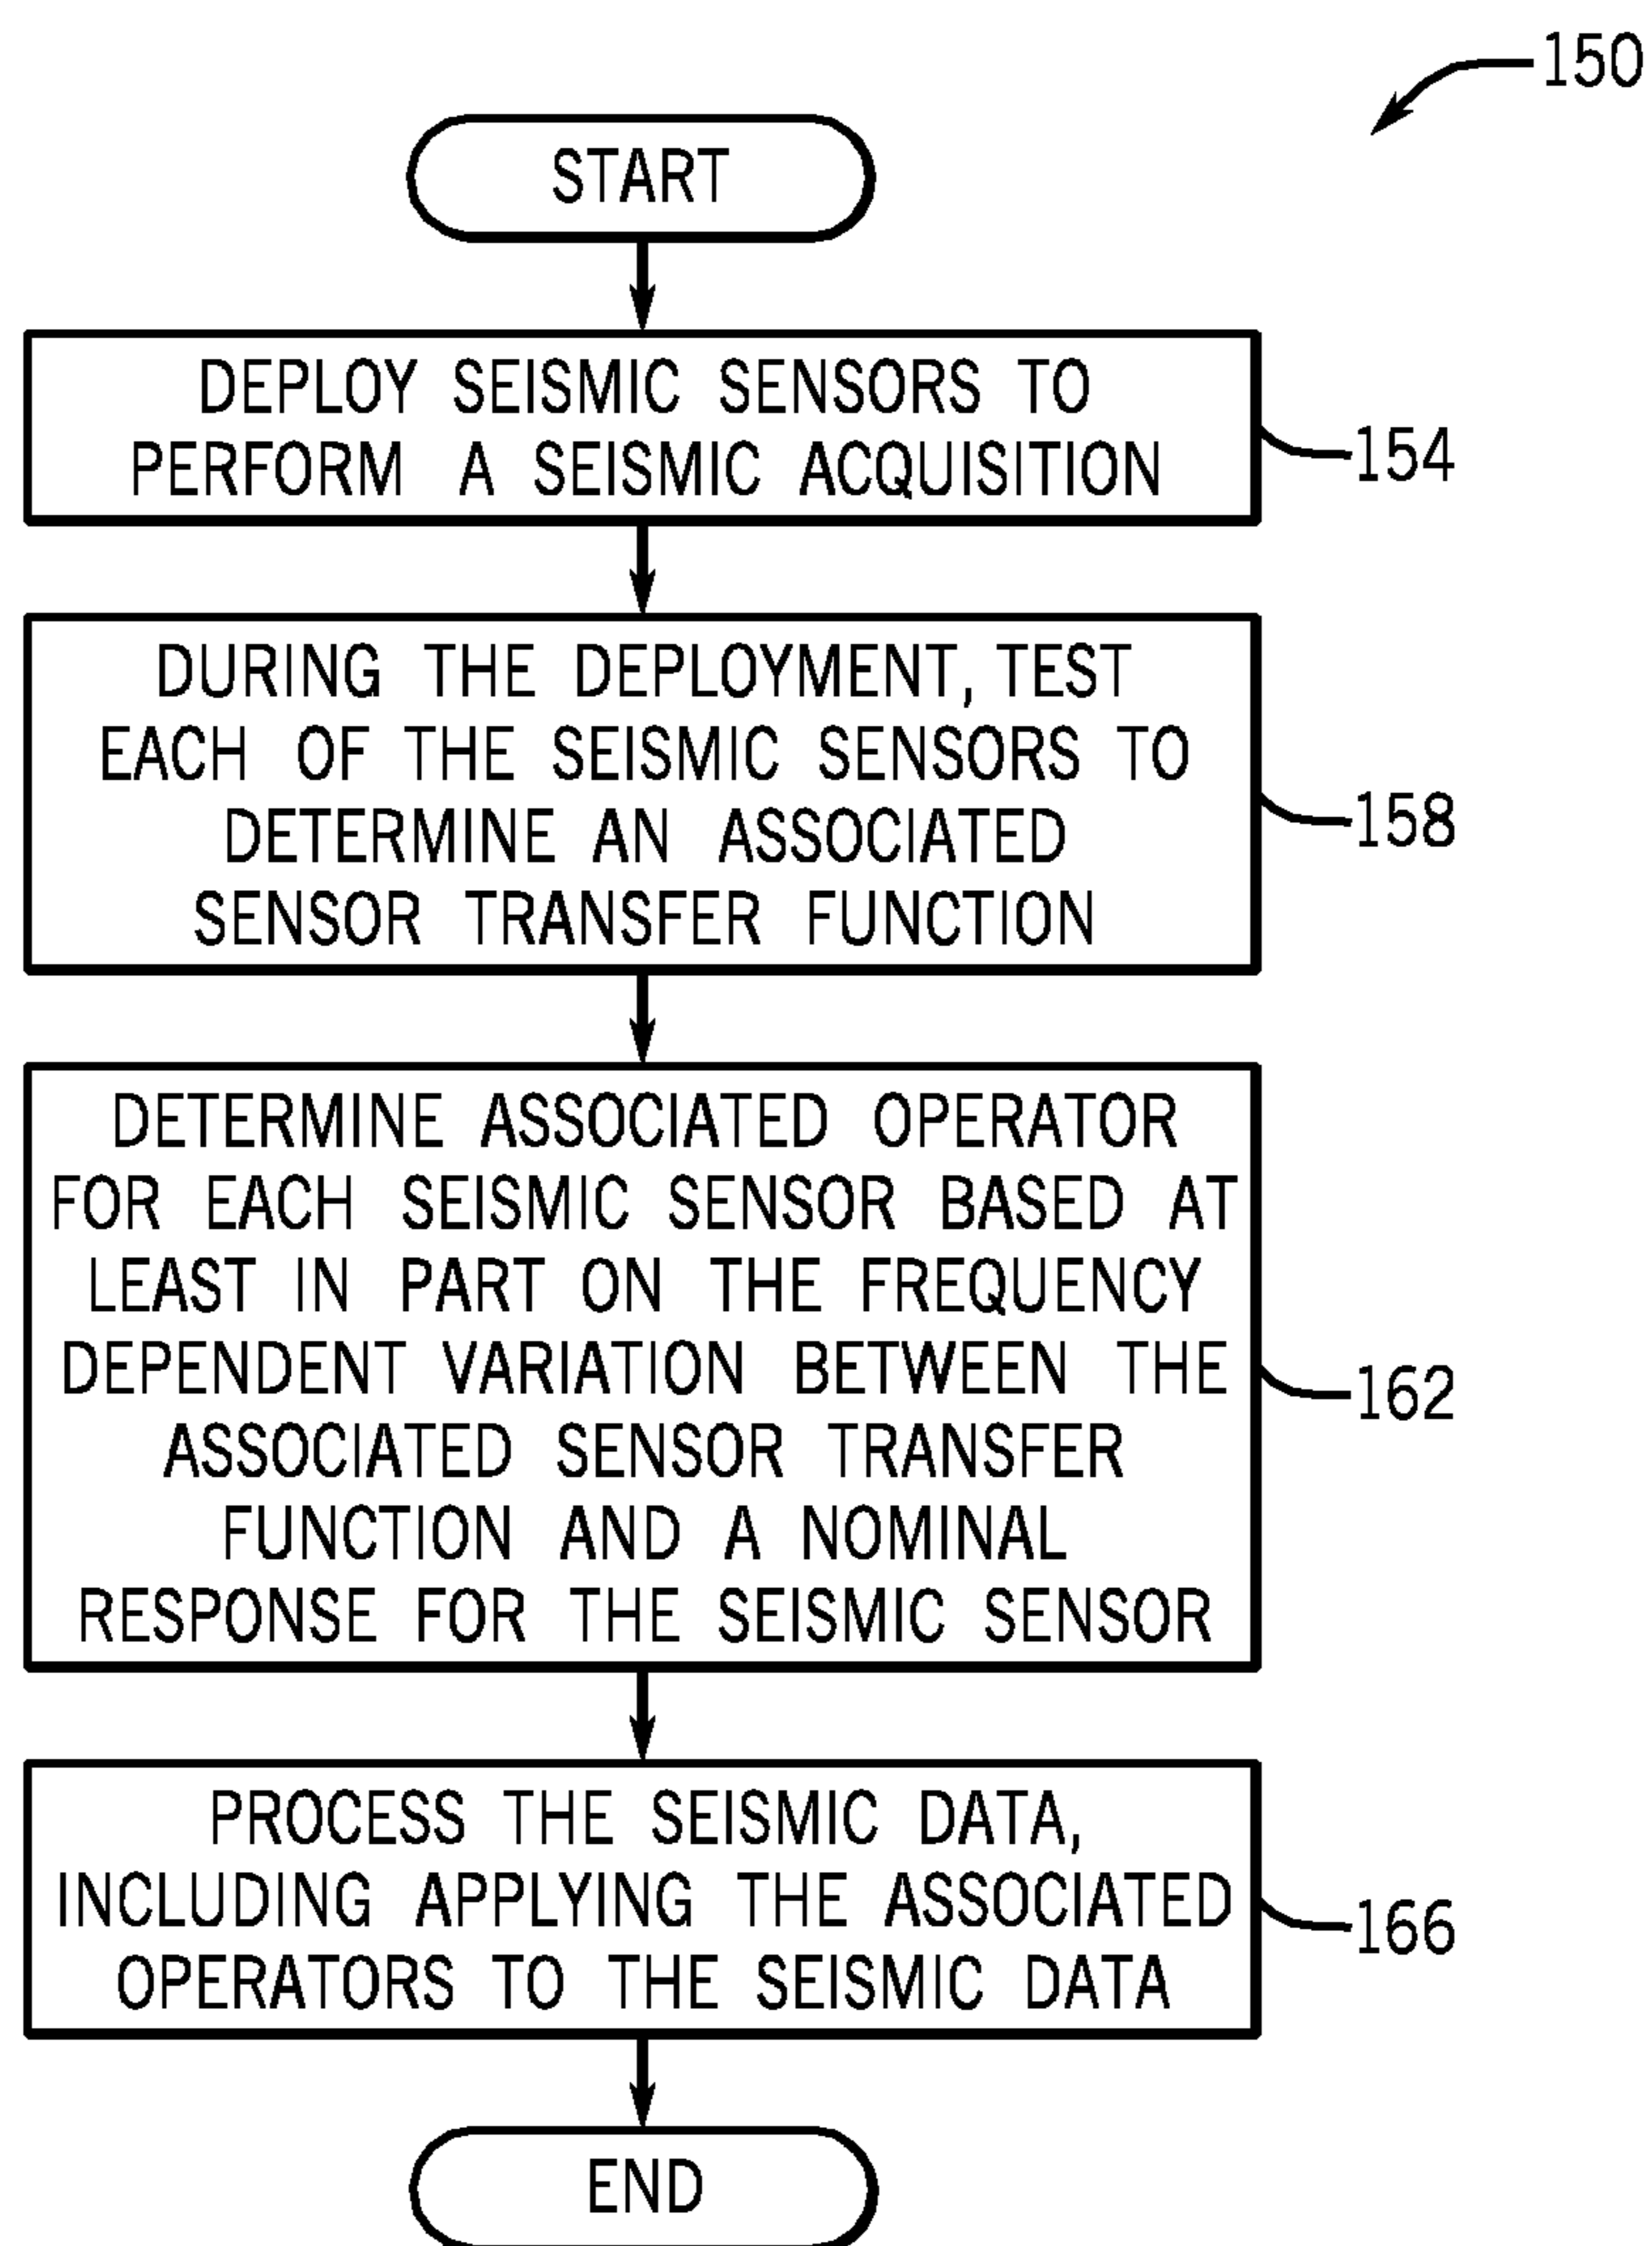 150
START
DEPLOY SEISMIC SENSORS TO
PERFORM A SEISMIC ACQUISITION
154
DURING THE DEPLOYMENT, TEST
EACH OF THE SEISMIC SENSORS TO
DETERMINE AN ASSOCIATED
SENSOR TRANSFER FUNCTION
158
DETERMINE ASSOCIATED OPERATOR
FOR EACH SEISMIC SENSOR BASED AT
LEAST IN PART ON THE FREQUENCY
DEPENDENT VARIATION BETWEEN THE
ASSOCIATED SENSOR TRANSFER
FUNCTION AND A NOMINAL
RESPONSE FOR THE SEISMIC SENSOR
162
PROCESS THE SEISMIC DATA,
INCLUDING APPLYING THE ASSOCIATED
OPERATORS TO THE SEISMIC DATA
166
END